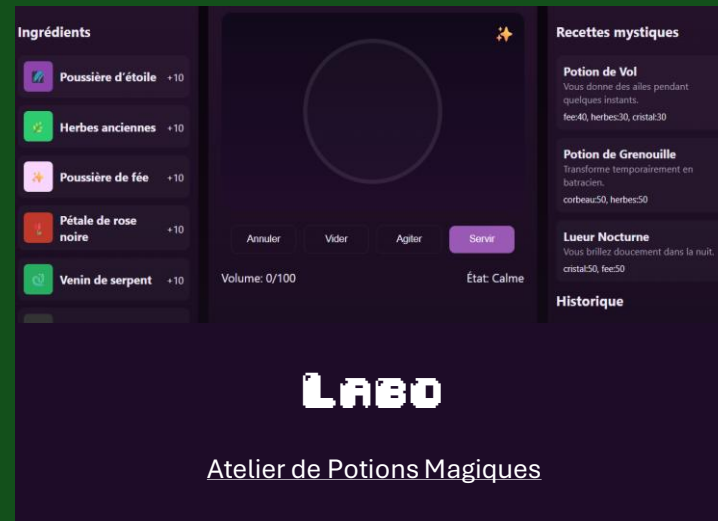 Ingrédients
Poussière d'étoile +10
Herbes anciennes +10
Poussière de fée +10
Pétale de rose
noire +10
Venin de serpent +10
Annuler Vider Agiter Servir
Volume: 0/100 État: Calme
Recettes mystiques
Potion de Vol
Vous donne des ailes pendant
quelques instants.
fee:40, herbes:30, cristal:30
Potion de Grenouille
Transforme temporairement en
batracien.
corbeau:50, herbes:50
Lueur Nocturne
Vous brillez doucement dans la nuit.
cristal:50, fee:50
Historique
LABO
Atelier de Potions Magiques